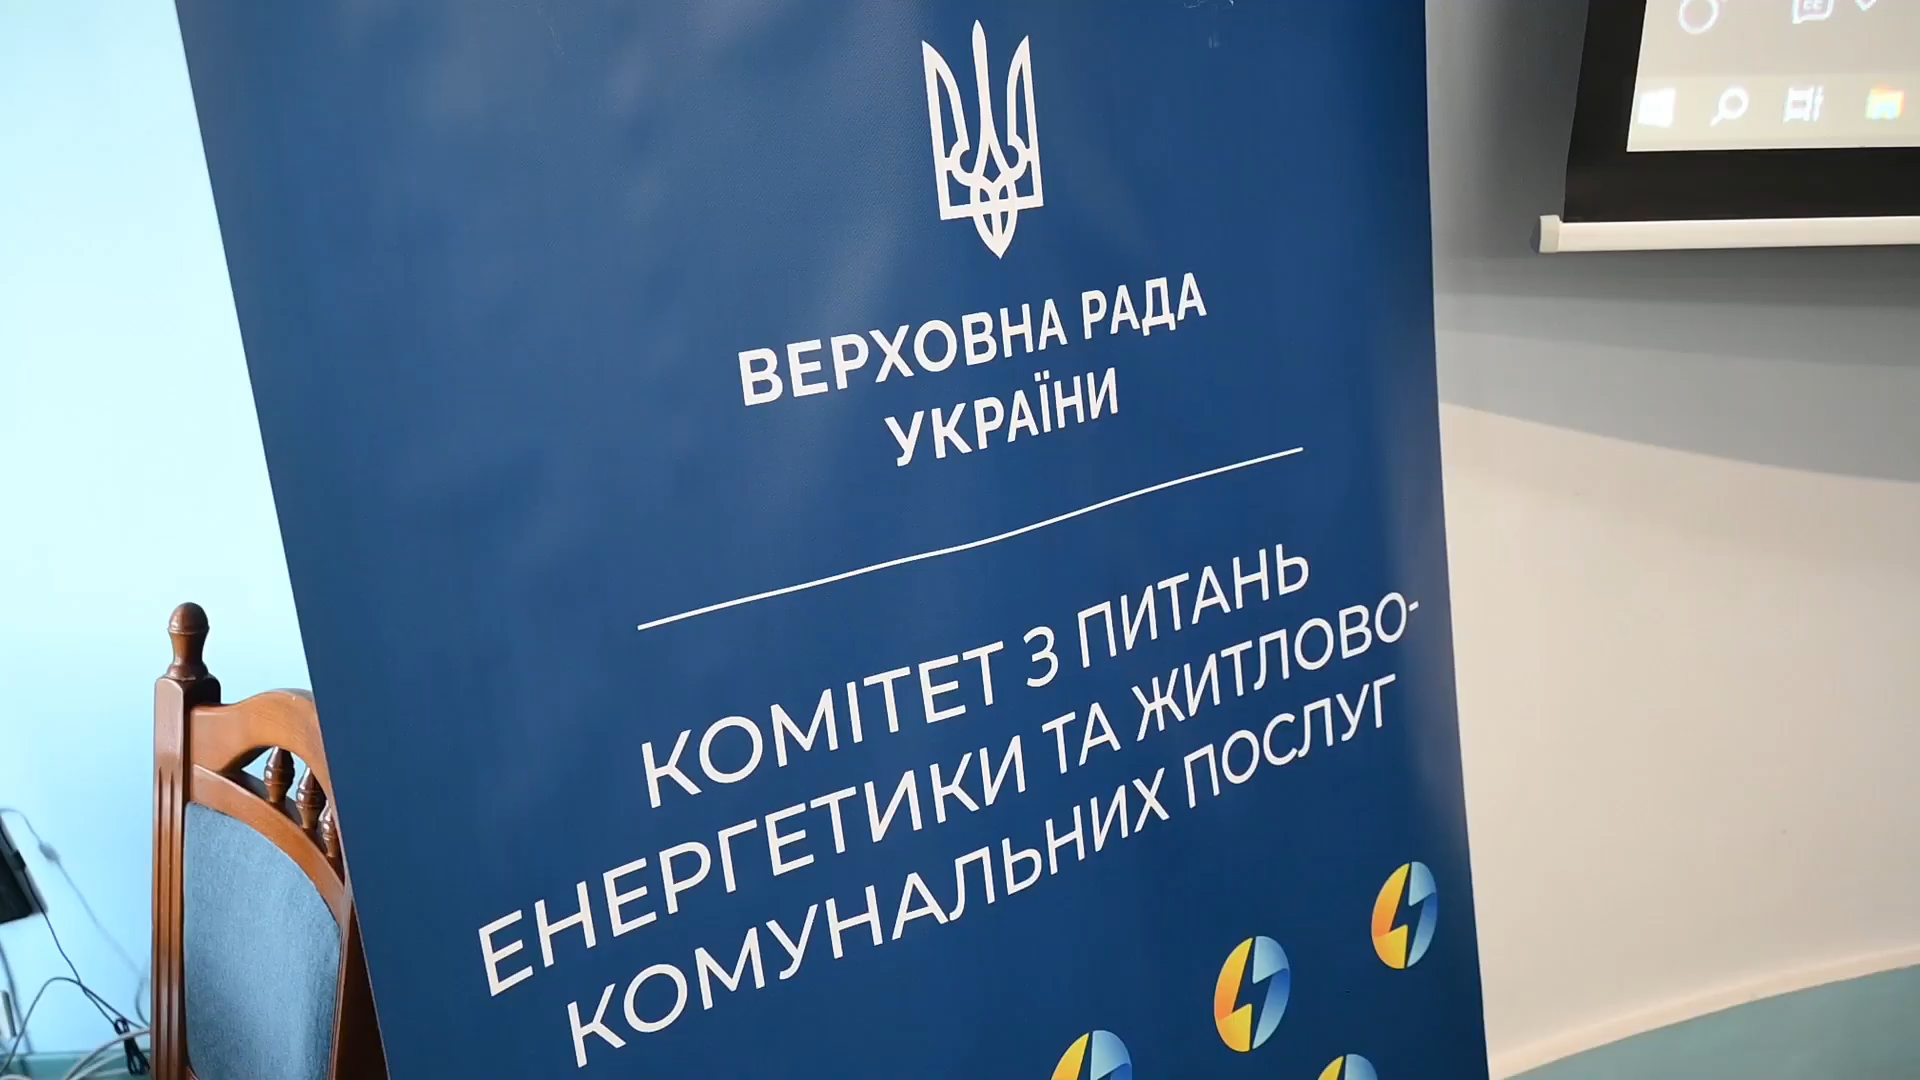 ВЕРХОВНА РАДА
УКРАЇНИ
КОМІТЕТ З ПИТАНЬ
ЕНЕРГЕТИКИ ТА ЖИТЛОВО-
КОМУНАЛЬНИХ ПОСЛУГ